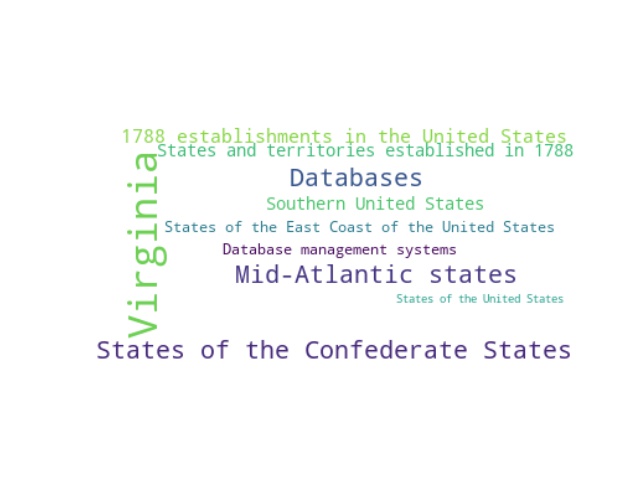 1788 establishments in the United States
States and territories established in 1788
Virginia
Databases
Southern United States
States of the East Coast of the United States
Database management systems
Mid-Atlantic states
States of the United States
States of the Confederate States